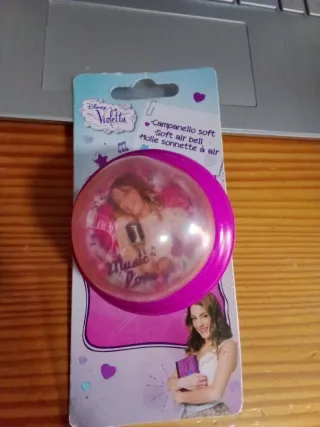 Disney
Violetta
•Campanello soft
•Soft air bell
•Molle sonnette à air
Music
Love